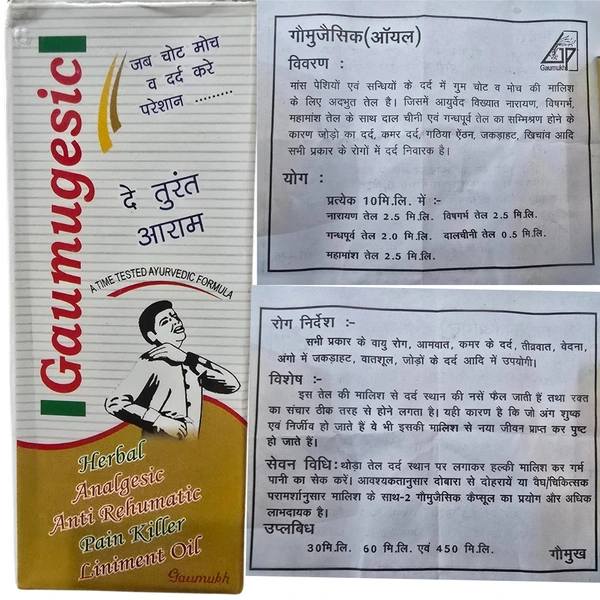 Gaumugesic
जब चोट मोच
व दर्द करे
परेशान .........
दे तुरंत
आराम
A TIME TESTED AYURVEDIC FORMULA
Herbal
Analgesic
Anti Rehumatic
Pain Killer
Liniment Oil
Gaumukh
गौमुजैसिक(ऑयल)
Gaumukh
विवरण :
मांस पेशियों एवं सन्धियों के दर्द में गुम चोट व मोच की मालिश
के लिए अदभुत तेल है। जिसमें आयुर्वेद विख्यात नारायण, विषगर्भ,
महामांश तेल के साथ दाल चीनी एवं गन्धपूर्व तेल का सम्मिश्रण होने के
कारण जोड़ो का दर्द, कमर दर्द, गठिया ऐंठन, जकड़ाहट, खिचांव आदि
सभी प्रकार के रोगों में दर्द निवारक है।
योग :
प्रत्येक 10मि.लि. में :-
नारायण तेल 2.5 मि.लि. विषगर्भ तेल 2.5 मि.लि.
गन्धपूर्व तेल 2.0 मि.लि. दालचीनी तेल 0.5 मि.लि.
महामांश तेल 2.5 मि.लि.
रोग निर्देश :-
सभी प्रकार के वायु रोग, आमवात, कमर के दर्द, तीव्रवात, वेदना,
अंगो में जकड़ाहट, वातशूल, जोड़ों के दर्द आदि में उपयोगी।
विशेष :-
इस तेल की मालिश से दर्द स्थान की नसें फैल जाती हैं तथा रक्त
का संचार ठीक तरह से होने लगता है। यही कारण है कि जो अंग शुष्क
एवं निर्जीव हो जाते हैं वे भी इसकी मालिश से नया जीवन प्राप्त कर पुष्ट
हो जाते हैं।
सेवन विधि: थोड़ा तेल दर्द स्थान पर लगाकर हल्की मालिश कर गर्म
पानी का सेक करें। आवश्यकतानुसार दोबारा से दोहरायें या वैध/चिकित्सक
परामर्शानुसार मालिश के साथ-2 गौमुजैसिक कैप्सूल का प्रयोग और अधिक
लाभदायक है।
उप्लबिध
30मि.लि. 60 मि.लि. एवं 450 मि.लि. गौमुख